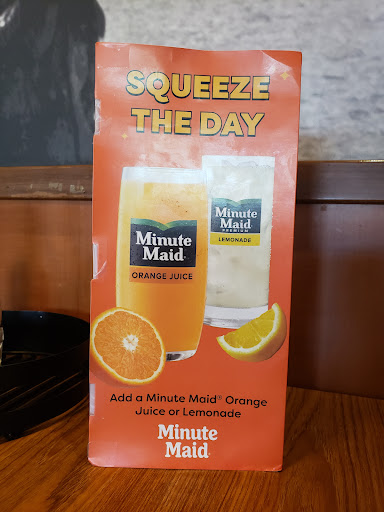 SQUEEZE
THE DAY
Minute
Maid
ORANGE JUICE
Minute
Maid
PREMIUM
LEMONADE
Add a Minute Maid® Orange
Juice or Lemonade
Minute
Maid